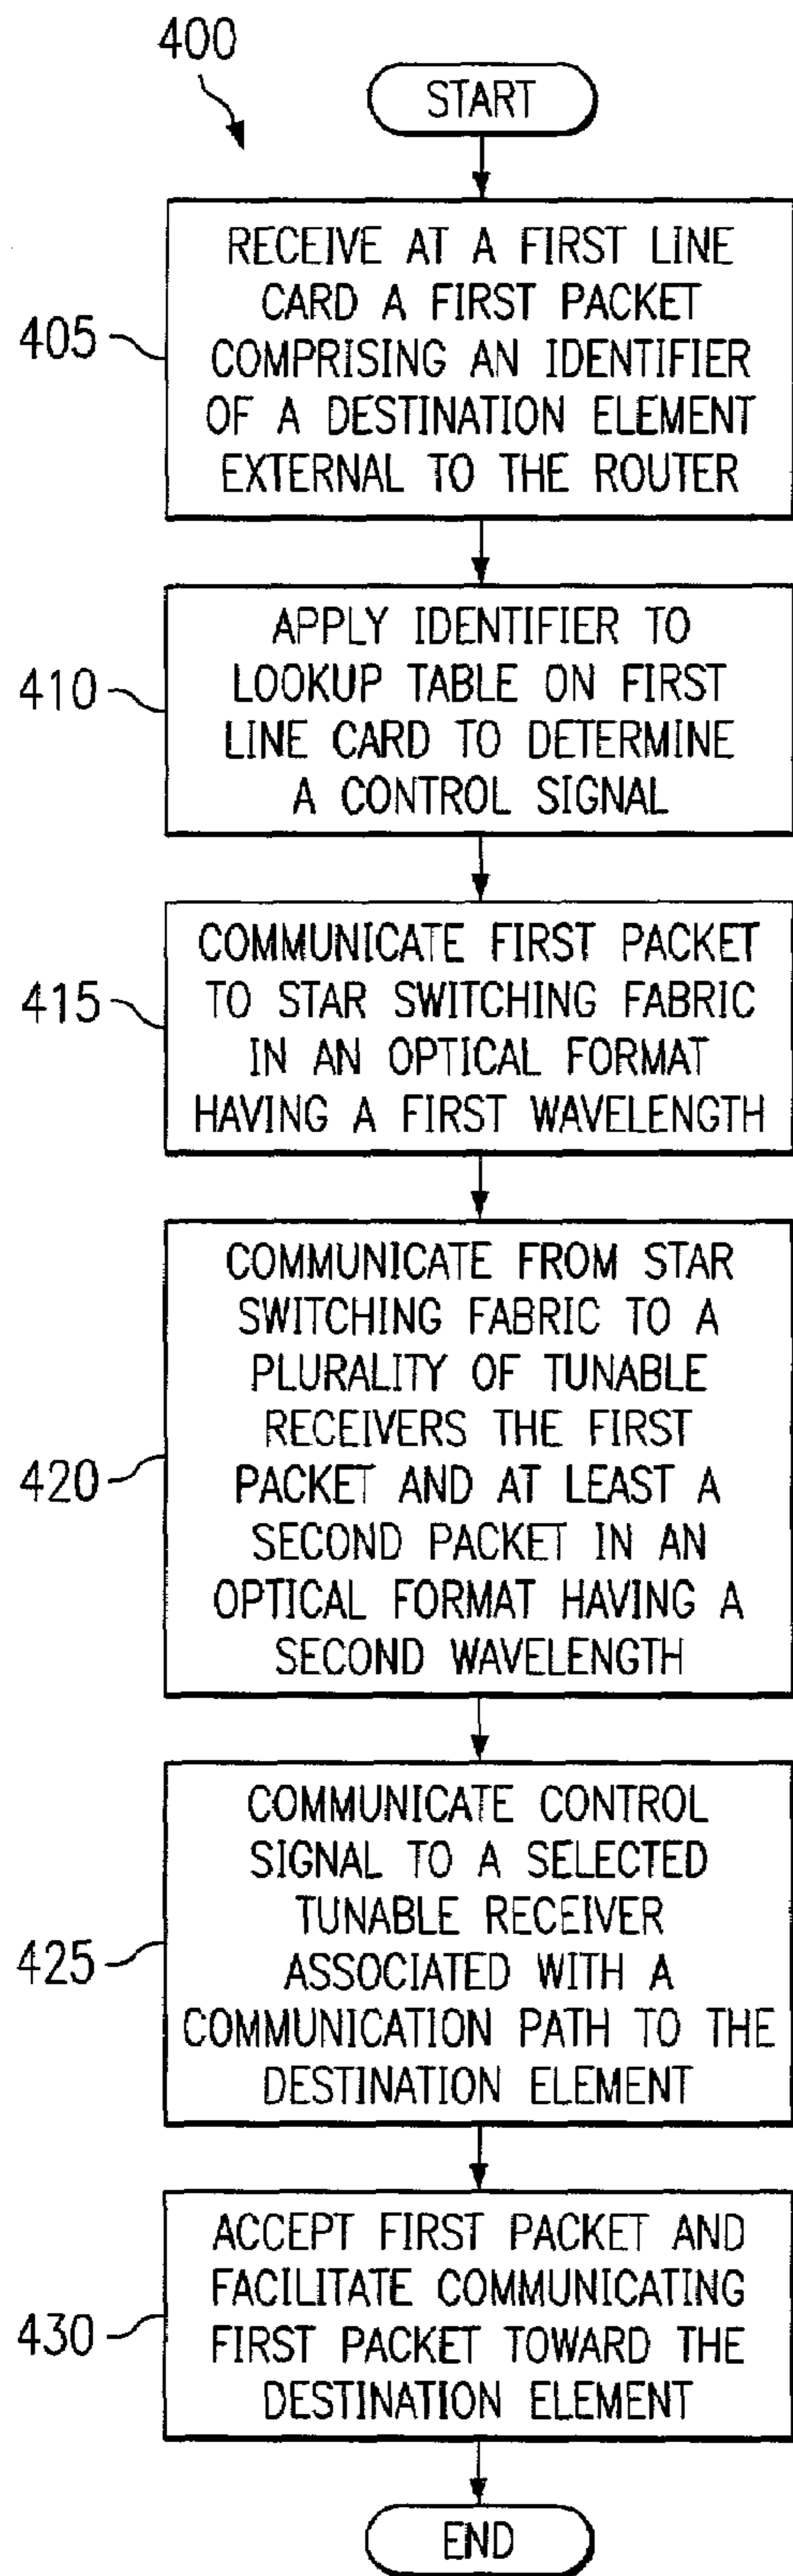 400
START
405
RECEIVE AT A FIRST LINE
CARD A FIRST PACKET
COMPRISING AN IDENTIFIER
OF A DESTINATION ELEMENT
EXTERNAL TO THE ROUTER
410
APPLY IDENTIFIER TO
LOOKUP TABLE ON FIRST
LINE CARD TO DETERMINE
A CONTROL SIGNAL
415
COMMUNICATE FIRST PACKET
TO STAR SWITCHING FABRIC
IN AN OPTICAL FORMAT
HAVING A FIRST WAVELENGTH
420
COMMUNICATE FROM STAR
SWITCHING FABRIC TO A
PLURALITY OF TUNABLE
RECEIVERS THE FIRST
PACKET AND AT LEAST A
SECOND PACKET IN AN
OPTICAL FORMAT HAVING A
SECOND WAVELENGTH
425
COMMUNICATE CONTROL
SIGNAL TO A SELECTED
TUNABLE RECEIVER
ASSOCIATED WITH A
COMMUNICATION PATH TO THE
DESTINATION ELEMENT
430
ACCEPT FIRST PACKET AND
FACILITATE COMMUNICATING
FIRST PACKET TOWARD THE
DESTINATION ELEMENT
END